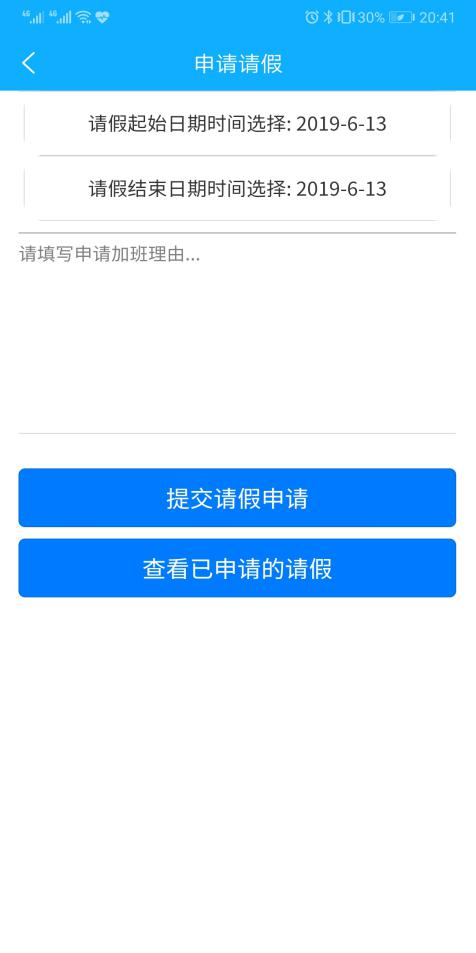 4G 4G 30% 20:41
申请请假
请假起始日期时间选择: 2019-6-13
请假结束日期时间选择: 2019-6-13
请填写申请加班理由...
提交请假申请
查看已申请的请假